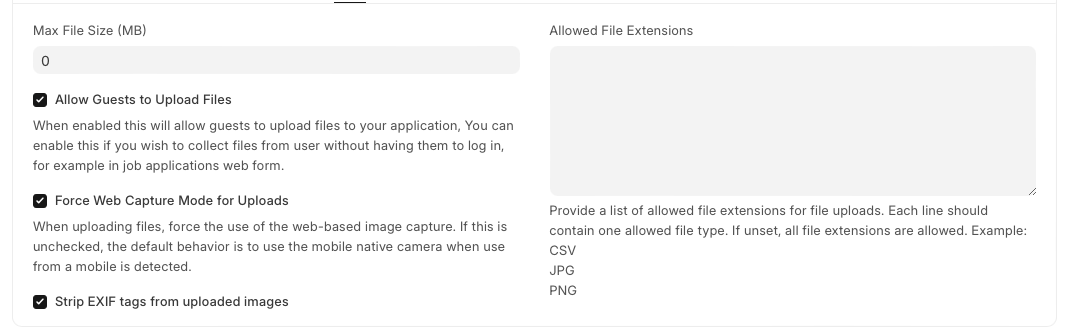 Max File Size (MB)
0
Allow Guests to Upload Files
When enabled this will allow guests to upload files to your application, You can
enable this if you wish to collect files from user without having them to log in,
for example in job applications web form.
Force Web Capture Mode for Uploads
When uploading files, force the use of the web-based image capture. If this is
unchecked, the default behavior is to use the mobile native camera when use
from a mobile is detected.
Strip EXIF tags from uploaded images
Allowed File Extensions
Provide a list of allowed file extensions for file uploads. Each line should
contain one allowed file type. If unset, all file extensions are allowed. Example:
CSV
JPG
PNG